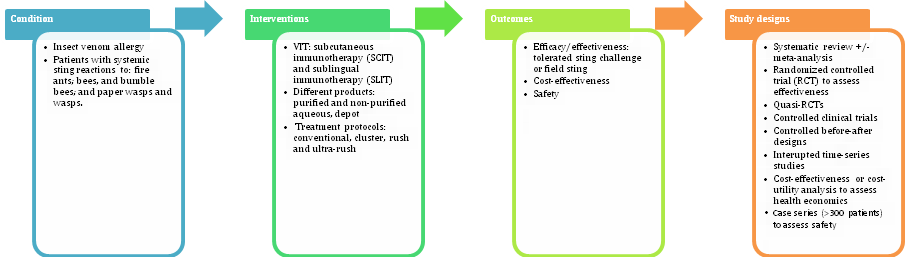 Condition
Insect venom allergy
Patients with systemic
sting reactions to: fire
ants; bees, and bumble
bees; and paper wasps and
wasps.
Interventions
VIT: subcutaneous
immunotherapy (SCIT)
and sublingual
immunotherapy (SLIT)
Different products:
purified and non-purified
aqueous, depot
Treatment protocols:
conventional, cluster, rush
and ultra-rush
Outcomes
Efficacy/effectiveness:
tolerated sting challenge
or field sting
Cost-effectiveness
Safety
Study designs
Systematic review +/-
meta-analysis
Randomized controlled
trial (RCT) to assess
effectiveness
Quasi-RCTs
Controlled clinical trials
Controlled before-after
designs
Interupted time-series
studies
Cost-effectiveness or cost-
utility analysis to assess
health economics
Case series (>300 patients)
to assess safety